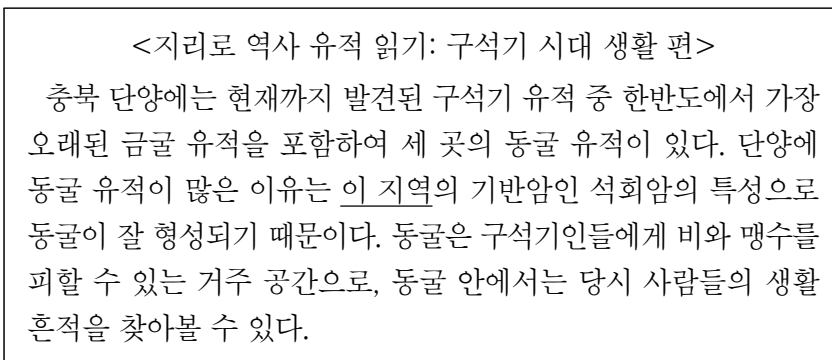 <지리로 역사 유적 읽기: 구석기 시대 생활 편>
충북 단양에는 현재까지 발견된 구석기 유적 중 한반도에서 가장
오래된 금굴 유적을 포함하여 세 곳의 동굴 유적이 있다. 단양에
동굴 유적이 많은 이유는 이 지역의 기반암인 석회암의 특성으로
동굴이 잘 형성되기 때문이다. 동굴은 구석기인들에게 비와 맹수를
피할 수 있는 거주 공간으로, 동굴 안에서는 당시 사람들의 생활
흔적을 찾아볼 수 있다.